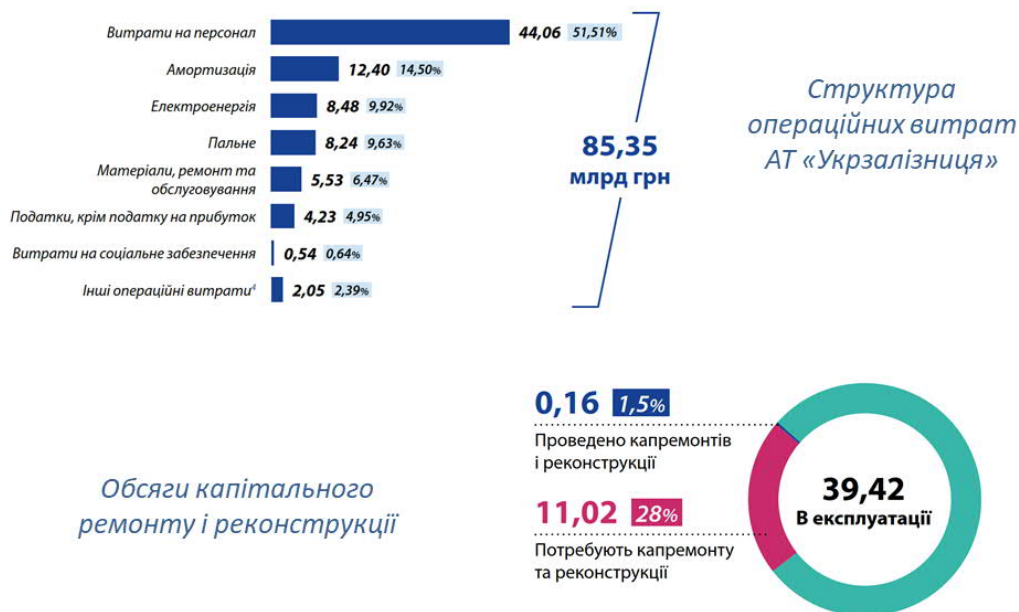 Витрати на персонал 44,06 51,51%
Амортизація 12,40 14,50%
Електроенергія 8,48 9,92%
Пальне 8,24 9,63%
Матеріали, ремонт та
обслуговування 5,53 6,47%
Податки, крім податку на прибуток 4,23 4,95%
Витрати на соціальне забезпечення 0,54 0,64%
Інші операційні витрати⁴ 2,05 2,39%
85,35
млрд грн
Структура
операційних витрат
АТ «Укрзалізниця»
Обсяги капітального
ремонту і реконструкції
0,16 1,5%
Проведено капремонтів
і реконструкції
11,02 28%
Потребують капремонту
та реконструкції
39,42
В експлуатації